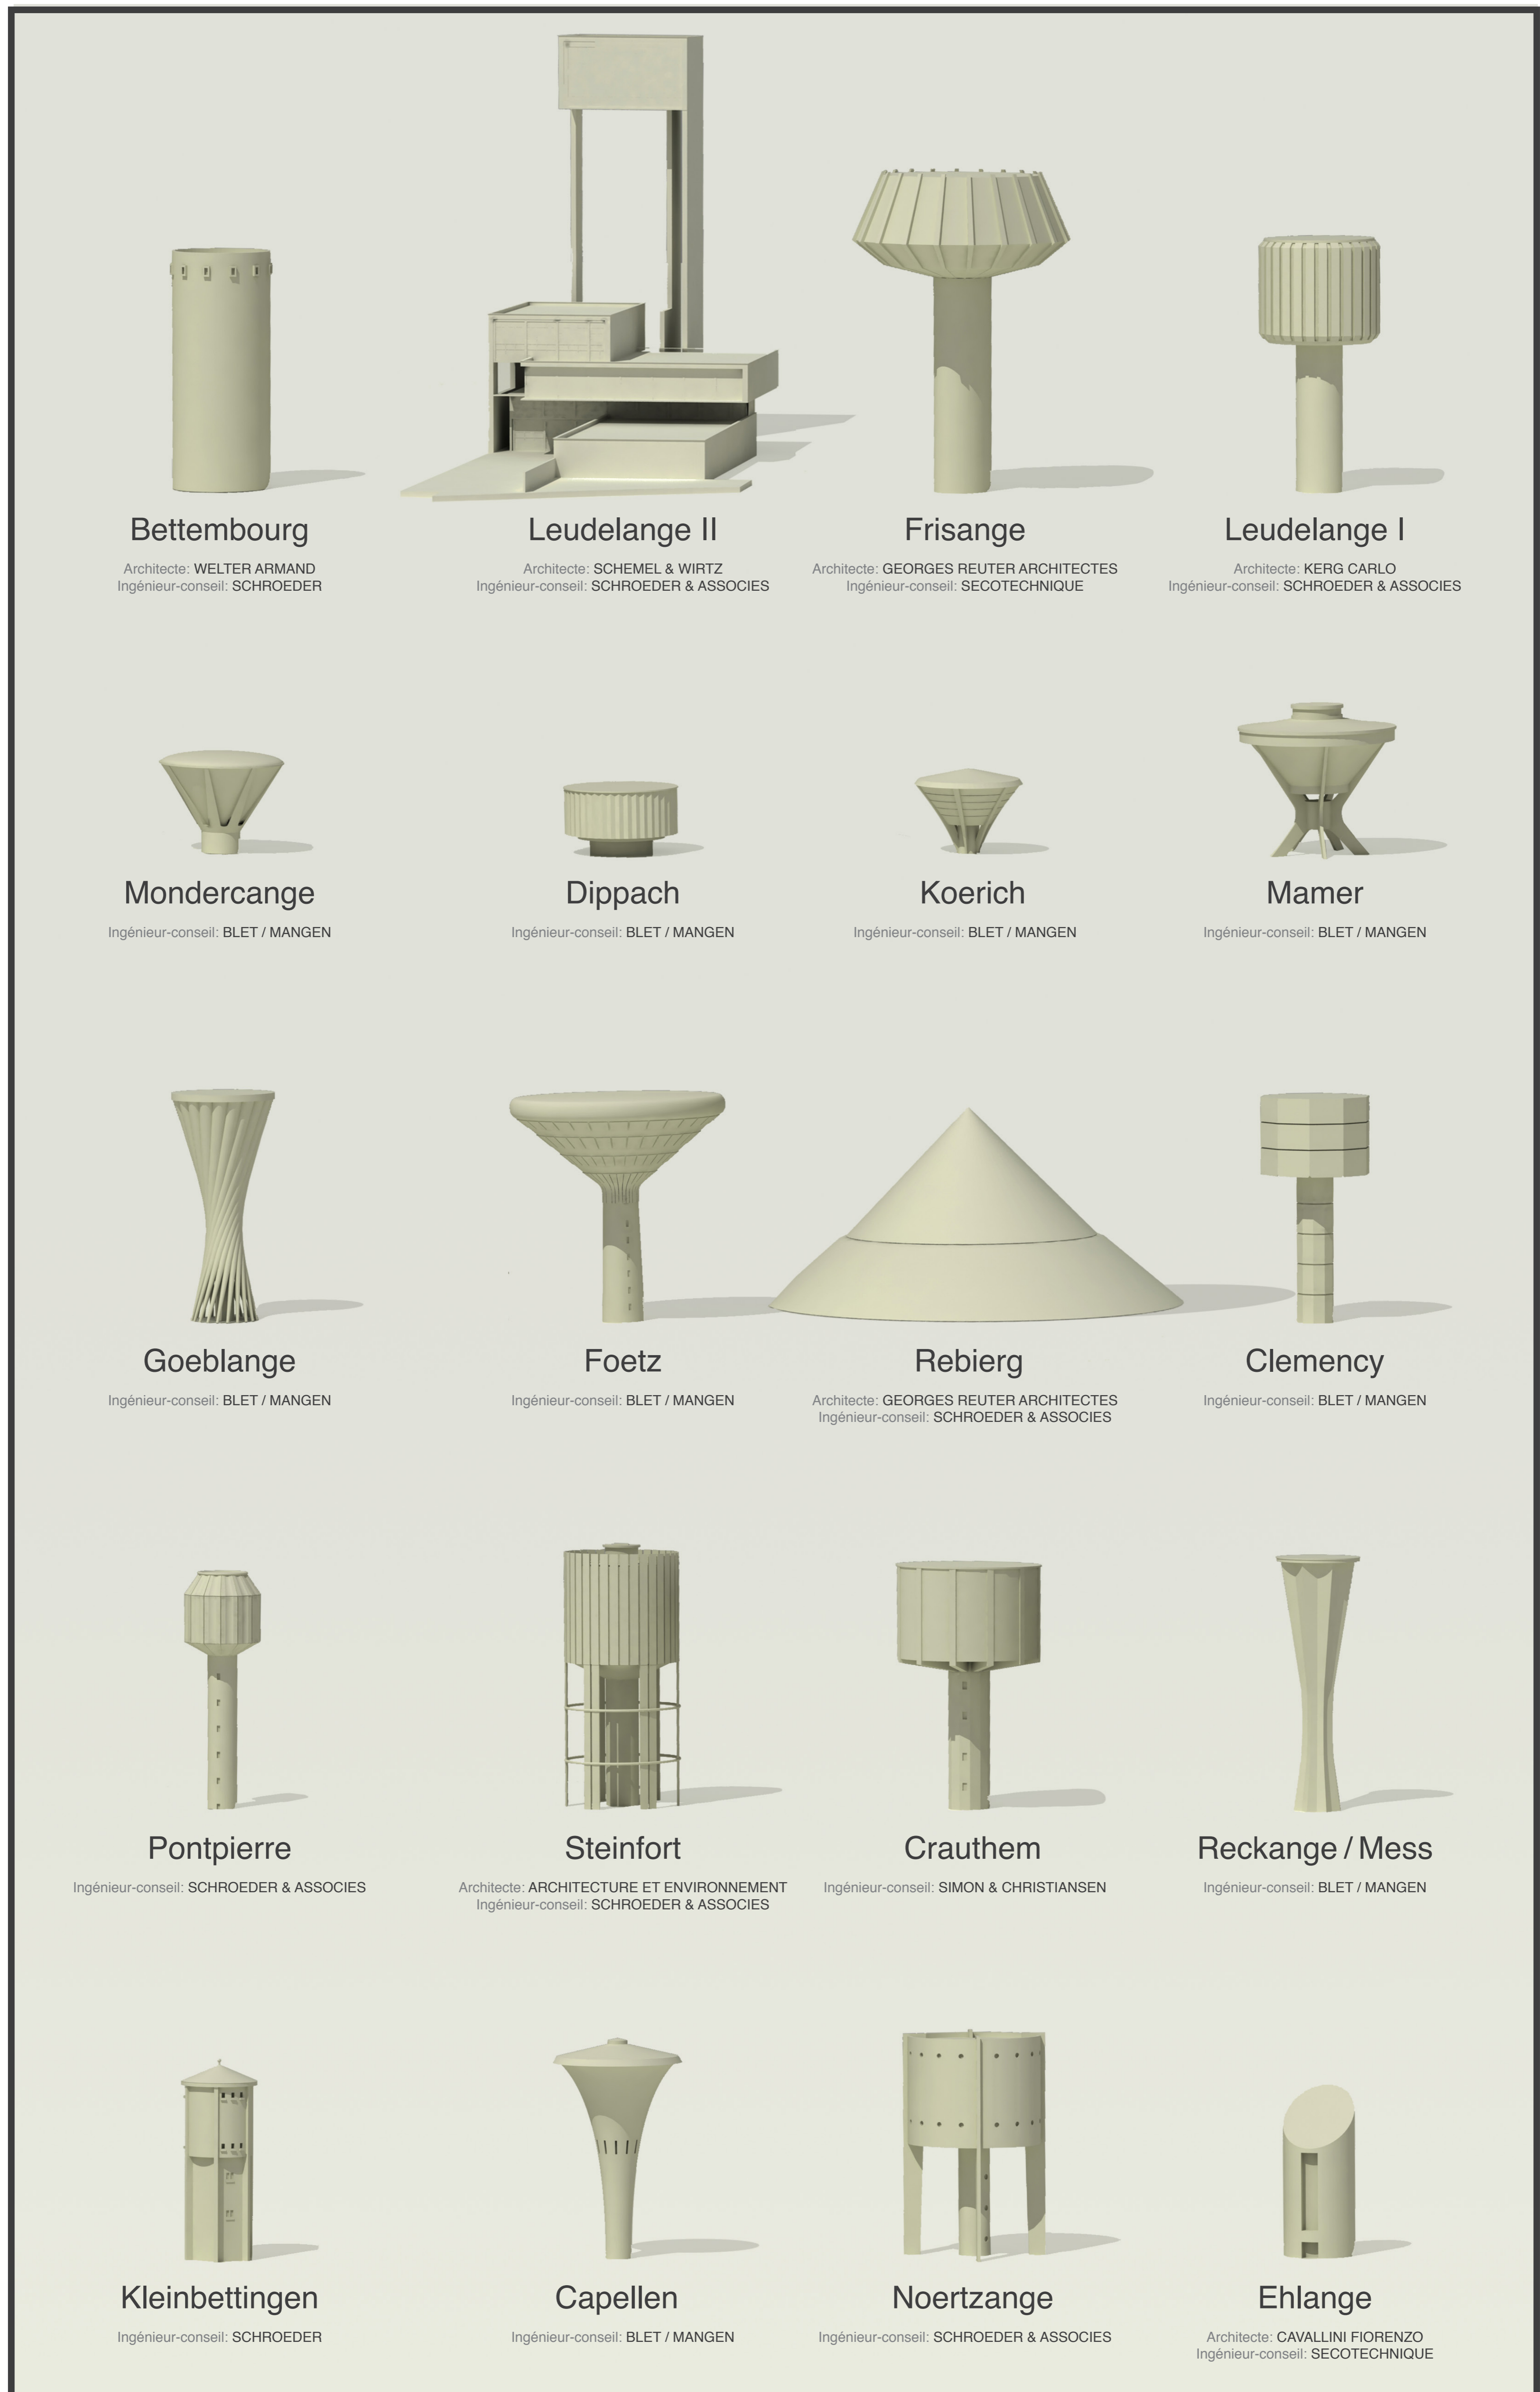 Bettembourg
Architecte: WELTER ARMAND
Ingénieur-conseil: SCHROEDER
Leudelange II
Architecte: SCHEMEL & WIRTZ
Ingénieur-conseil: SCHROEDER & ASSOCIES
Frisange
Architecte: GEORGES REUTER ARCHITECTES
Ingénieur-conseil: SECOTECHNIQUE
Leudelange I
Architecte: KERG CARLO
Ingénieur-conseil: SCHROEDER & ASSOCIES
Mondercange
Ingénieur-conseil: BLET / MANGEN
Dippach
Ingénieur-conseil: BLET / MANGEN
Koerich
Ingénieur-conseil: BLET / MANGEN
Mamer
Ingénieur-conseil: BLET / MANGEN
Goeblange
Ingénieur-conseil: BLET / MANGEN
Foetz
Ingénieur-conseil: BLET / MANGEN
Rebierg
Architecte: GEORGES REUTER ARCHITECTES
Ingénieur-conseil: SCHROEDER & ASSOCIES
Clemency
Ingénieur-conseil: BLET / MANGEN
Pontpierre
Ingénieur-conseil: SCHROEDER & ASSOCIES
Steinfort
Architecte: ARCHITECTURE ET ENVIRONNEMENT
Ingénieur-conseil: SCHROEDER & ASSOCIES
Crauthem
Ingénieur-conseil: SIMON & CHRISTIANSEN
Reckange / Mess
Ingénieur-conseil: BLET / MANGEN
Kleinbettingen
Ingénieur-conseil: SCHROEDER
Capellen
Ingénieur-conseil: BLET / MANGEN
Noertzange
Ingénieur-conseil: SCHROEDER & ASSOCIES
Ehlange
Architecte: CAVALLINI FIORENZO
Ingénieur-conseil: SECOTECHNIQUE